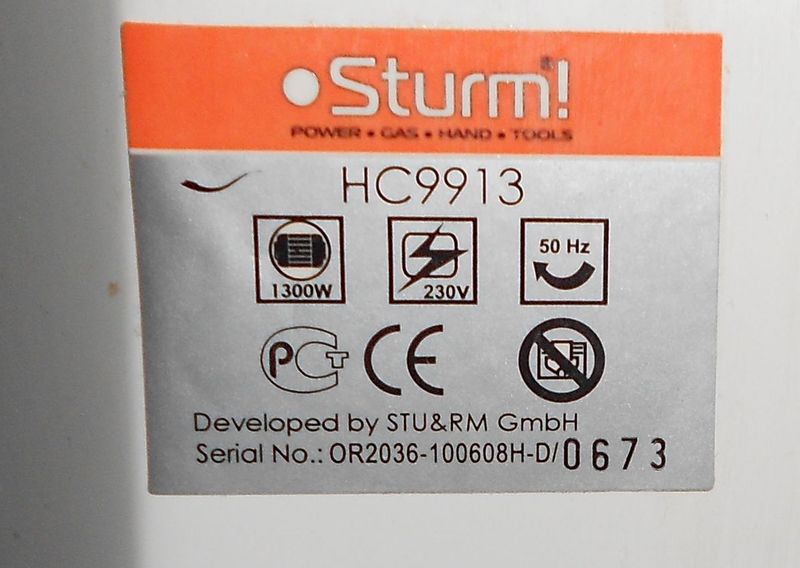 Sturm!®
POWER • GAS • HAND • TOOLS
HC9913
1300W
230V
50 Hz
РСТ CE
Developed by STU&RM GmbH
Serial No.: OR2036-100608H-D/0673